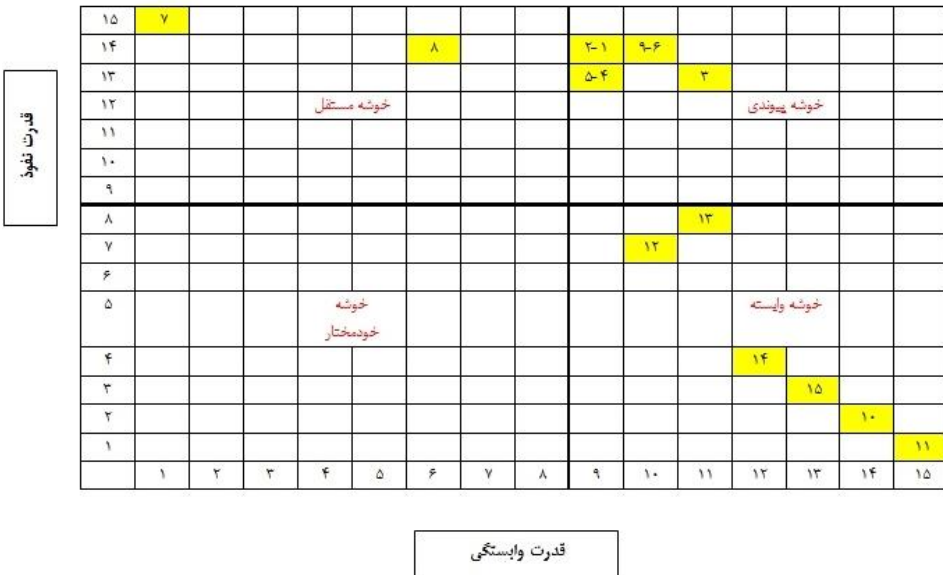 قدرت نفوذ
۱۵ ۷
۱۴ ۸ ۲-۱ ۹-۶
۱۳ ۵-۴ ۳
۱۲ خوشه مستقل خوشه پیوندی
۱۱
۱۰
۹
۸ ۱۳
۷ ۱۲
۶
۵ خوشه خوشه وابسته
خودمختار
۴ ۱۴
۳ ۱۵
۲ ۱۰
۱ ۱۱
۱ ۲ ۳ ۴ ۵ ۶ ۷ ۸ ۹ ۱۰ ۱۱ ۱۲ ۱۳ ۱۴ ۱۵
قدرت وابستگی